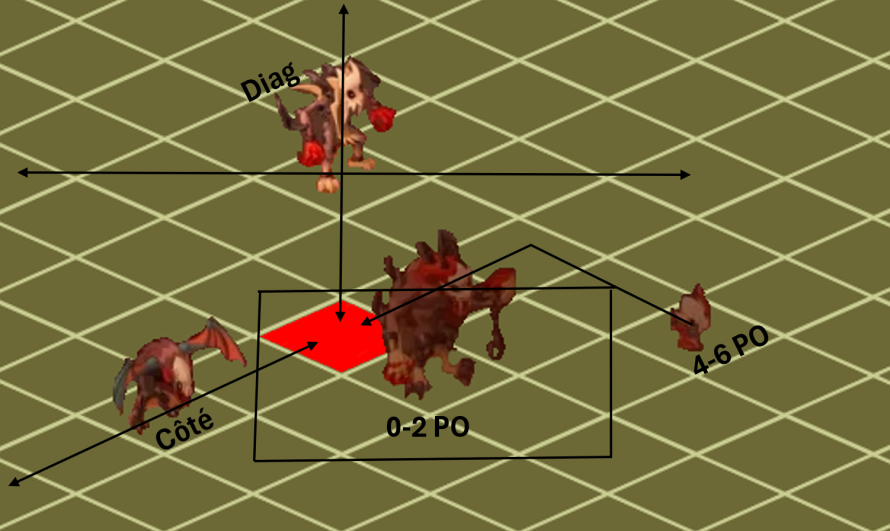 Diag
4-6 PO
Côté
0-2 PO